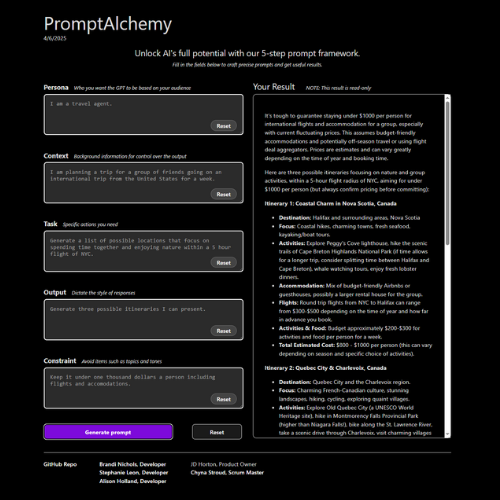 PromptAlchemy
4/6/2025
Unlock AI's full potential with our 5-step prompt framework.
Fill in the fields below to craft precise prompts and get useful results.
Persona Who you want the GPT to be based on your audience
I am a travel agent.
Reset
Context Background information for control over the output
I am planning a trip for a group of friends going on an
international trip from the United States for a week.
Reset
Task Specific actions you need
Generate a list of possible locations that focus on
spending time together and enjoying nature within a 5 hour
flight of NYC.
Reset
Output Dictate the style of responses
Generate three possible itineraries I can present.
Reset
Constraint Avoid items such as topics and tones
Keep it under one thousand dollars a person including
flights and accomodations.
Reset
Generate prompt
Reset
Your Result NOTE: This result is read-only
It's tough to guarantee staying under $1000 per person for
international flights and accommodation for a group, especially
with current fluctuating prices. This assumes budget-friendly
accommodations and potentially off-season travel or using flight
deal aggregators. Prices are estimates and can vary greatly
depending on the time of year and booking time.
Here are three possible itineraries focusing on nature and group
activities, within a 5-hour flight radius of NYC, aiming for under
$1000 per person (but always confirm pricing before committing):
Itinerary 1: Coastal Charm in Nova Scotia, Canada
• Destination: Halifax and surrounding areas, Nova Scotia
• Focus: Coastal hikes, charming towns, fresh seafood,
kayaking/boat tours.
• Activities: Explore Peggy's Cove lighthouse, hike the scenic
trails of Cape Breton Highlands National Park (if time allows
for a longer trip, consider splitting time between Halifax and
Cape Breton), whale watching tours, enjoy fresh lobster
dinners.
• Accommodation: Mix of budget-friendly Airbnbs or
guesthouses, possibly a larger rental house for the group.
• Flights: Round trip flights from NYC to Halifax can range
from $300-$500 depending on the time of year and how far
in advance you book.
• Activities & Food: Budget approximately $200-$300 for
activities and food per person for a week.
• Total Estimated Cost: $800 - $1000 per person (this can vary
depending on season and specific choice of activities).
Itinerary 2: Quebec City & Charlevoix, Canada
• Destination: Quebec City and the Charlevoix region.
• Focus: Charming French-Canadian culture, stunning
landscapes, hiking, cycling, exploring quaint villages.
• Activities: Explore Old Quebec City (a UNESCO World
Heritage site), hike in Montmorency Falls Provincial Park
(higher than Niagara!), bike along the St. Lawrence River,
take a scenic drive through Charlevoix, visit charming villages
GitHub Repo
Brandi Nichols, Developer
Stephanie Leon, Developer
Alison Holland, Developer
JD Horton, Product Owner
Chyna Stroud, Scrum Master